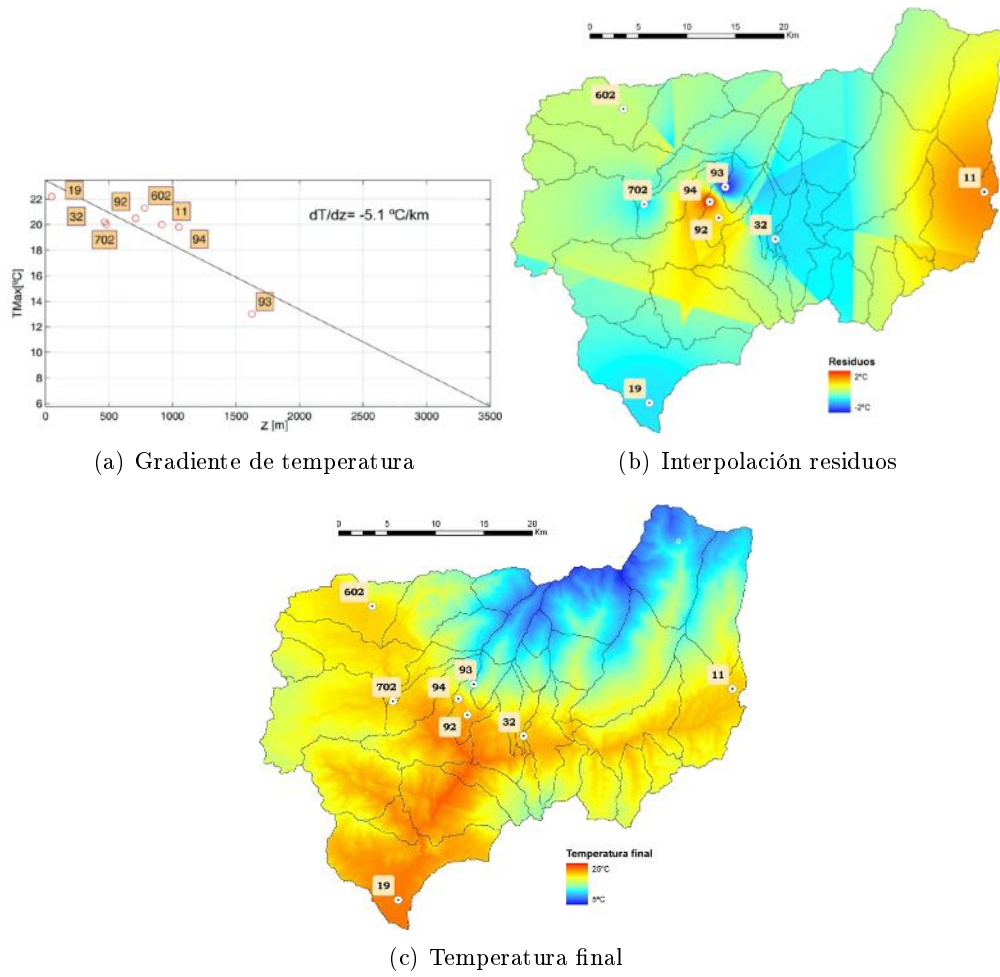 0 5 10 15 20
Km
602
93
94
702
92
32
11
19
Residuos
2ºC
-2ºC
22
20
18
16
14
12
10
8
6
TMax[ºC]
19
92
602
11
32
702
94
93
dT/dz= -5.1 ºC/km
0 500 1000 1500 2000 2500 3000 3500
Z [m]
(a) Gradiente de temperatura
(b) Interpolación residuos
0 5 10 15 20
Km
602
93
702
94
92
32
11
19
Temperatura final
5ºC
(c) Temperatura final